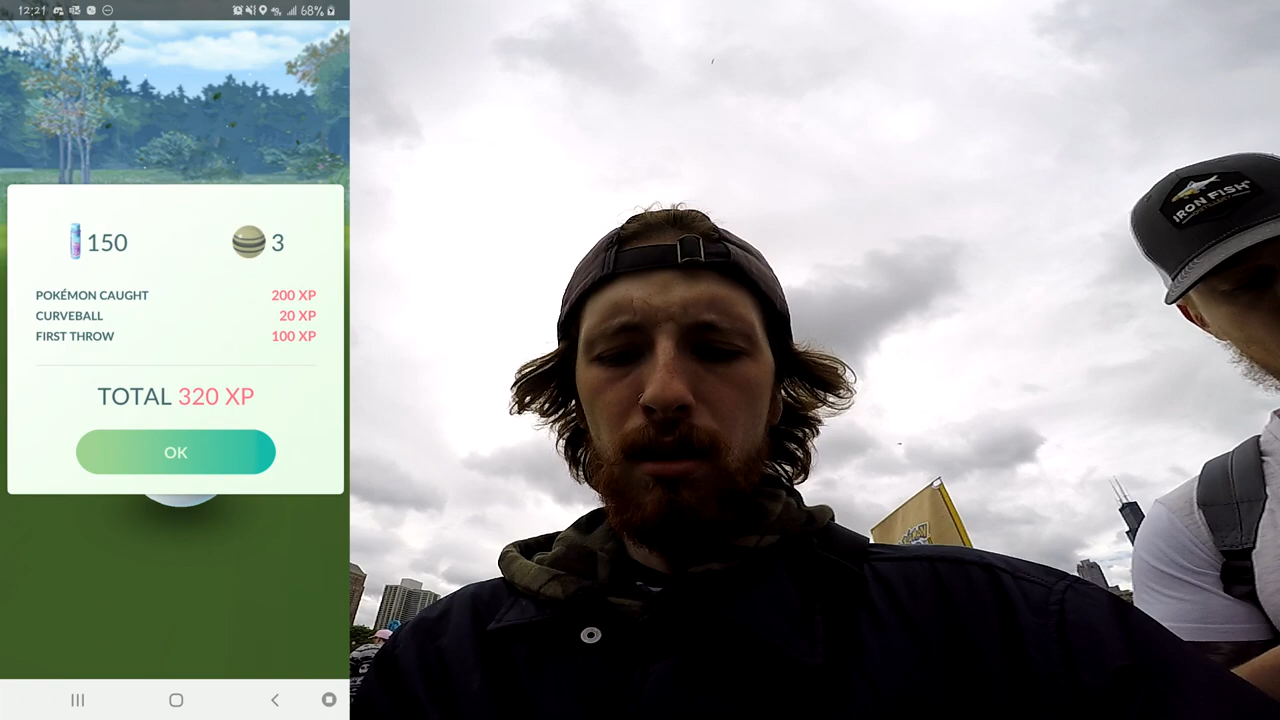 12:21
4G
68%
150
3
POKÉMON CAUGHT 200 XP
CURVEBALL 20 XP
FIRST THROW 100 XP
TOTAL 320 XP
OK
IRON FISH